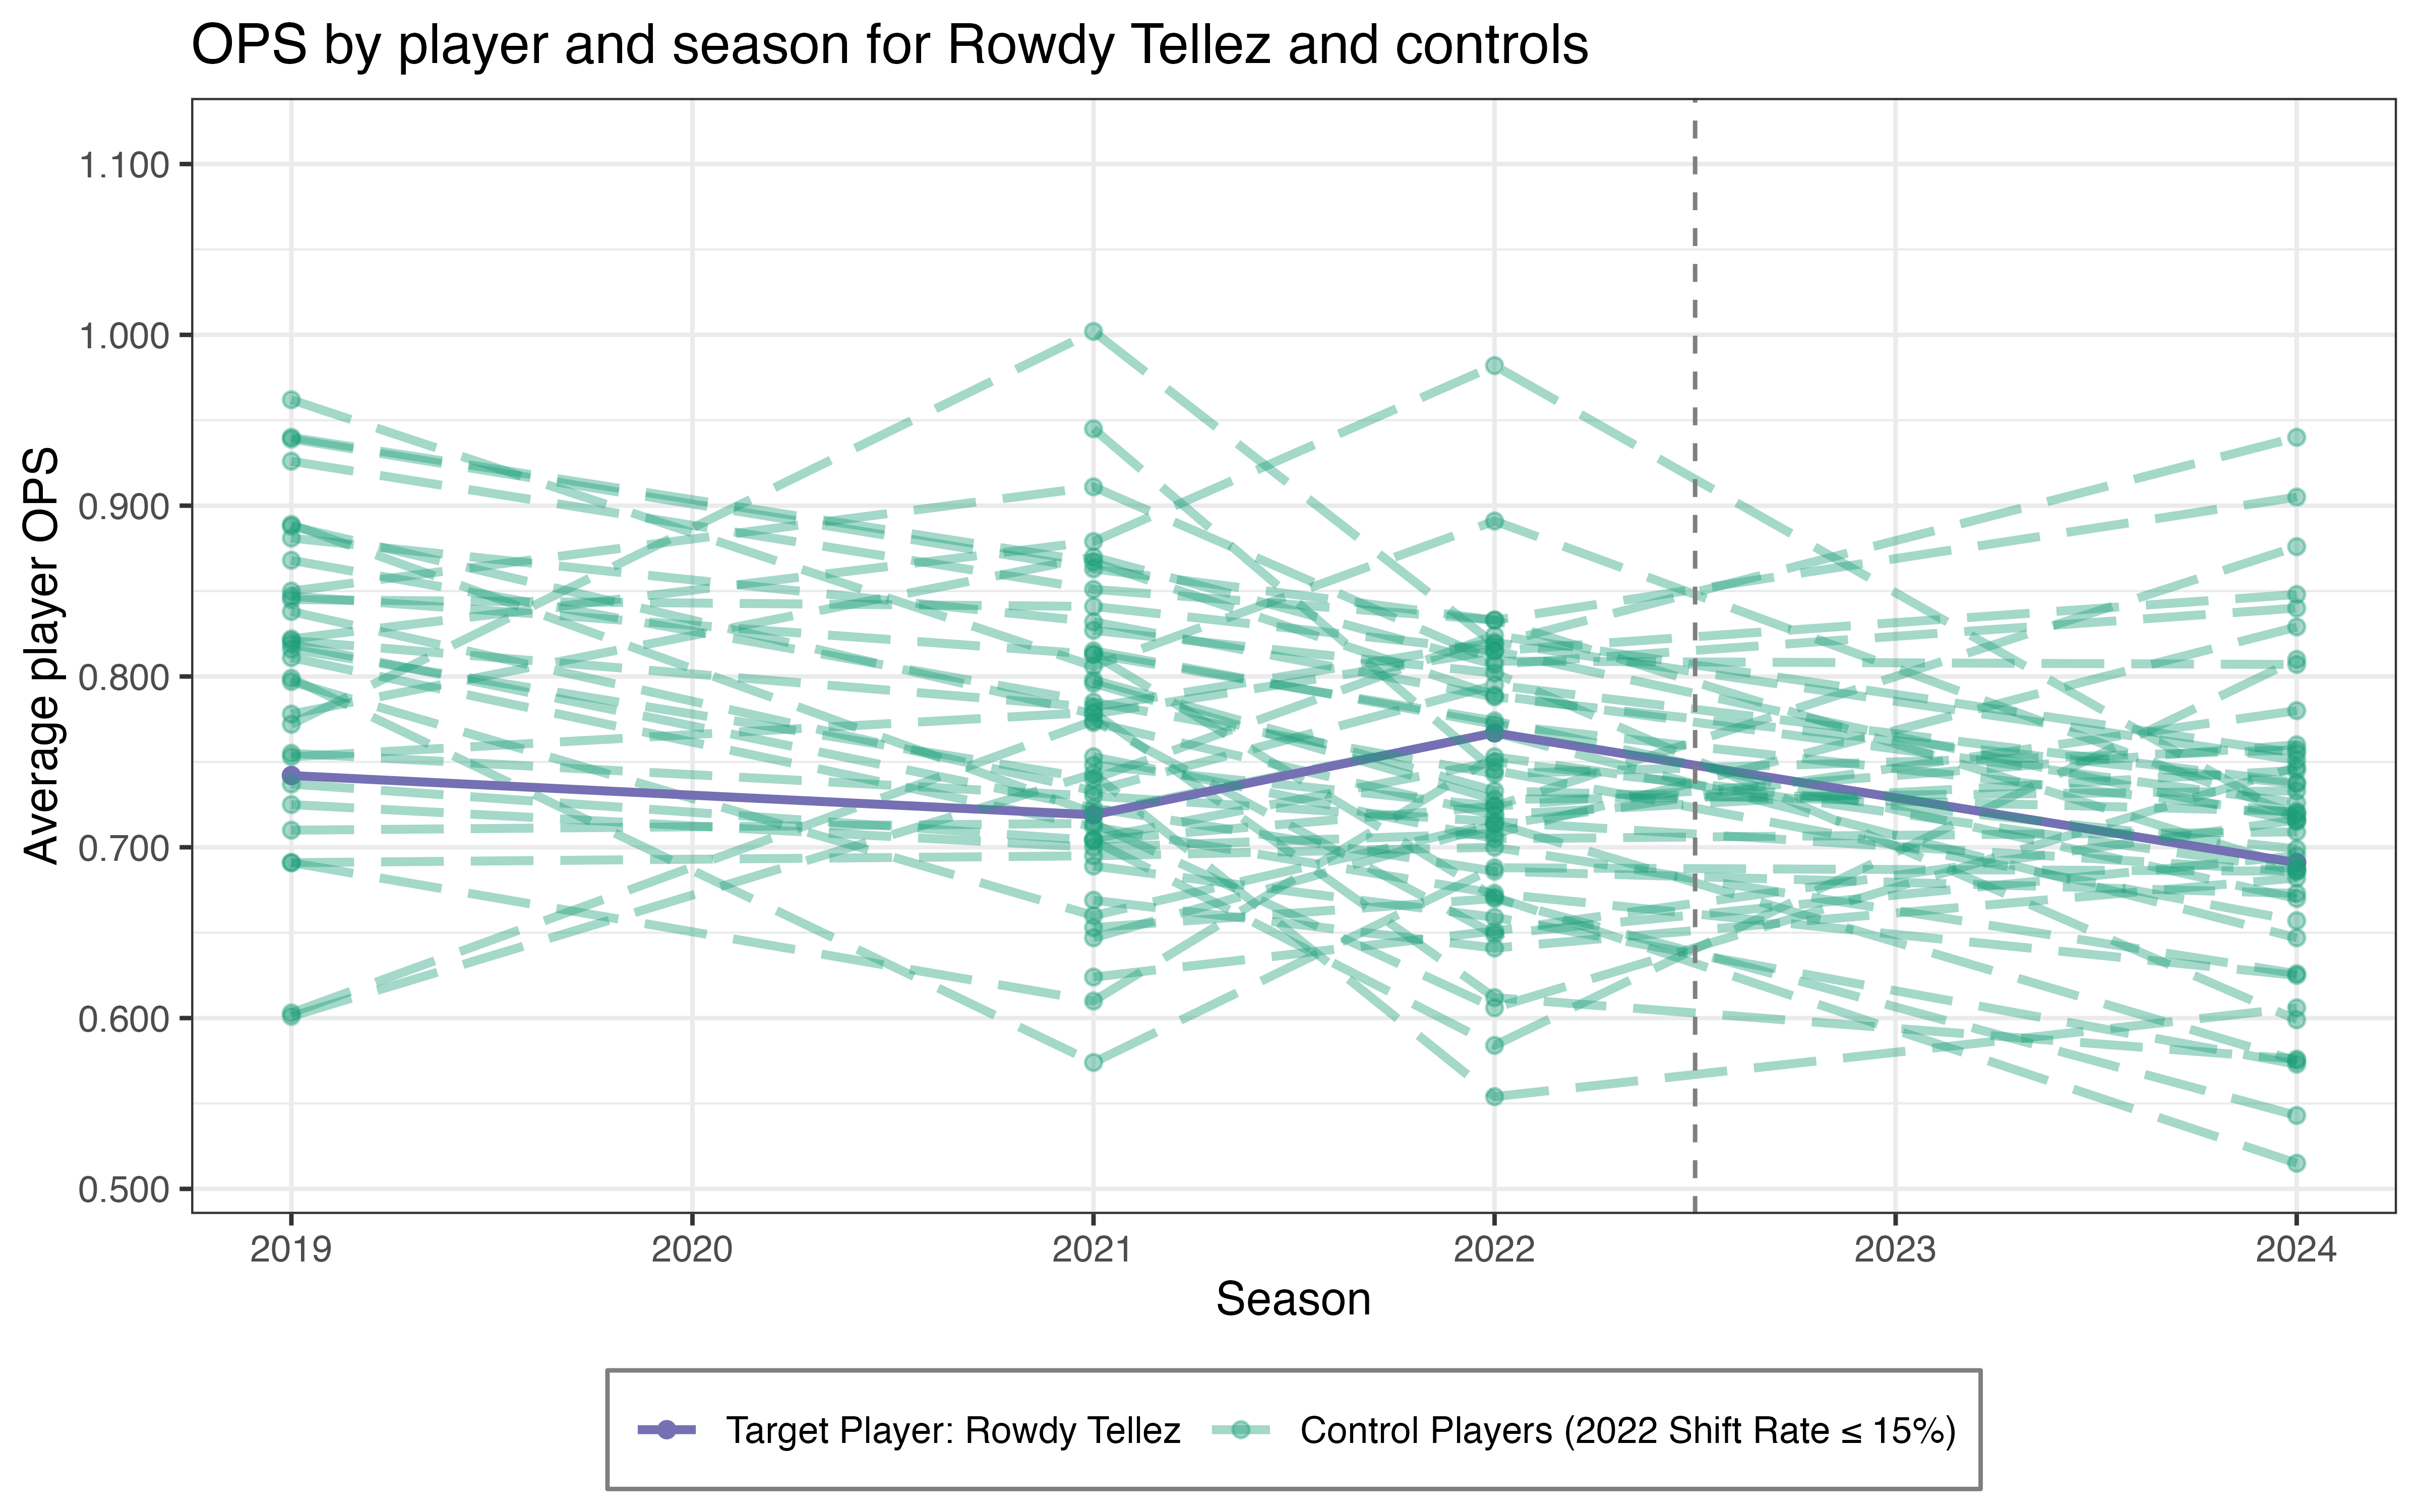 OPS by player and season for Rowdy Tellez and controls
Average player OPS
1.100
1.000
0.900
0.800
0.700
0.600
0.500
2019 2020 2021 2022 2023 2024
Season
Target Player: Rowdy Tellez Control Players (2022 Shift Rate ≤ 15%)